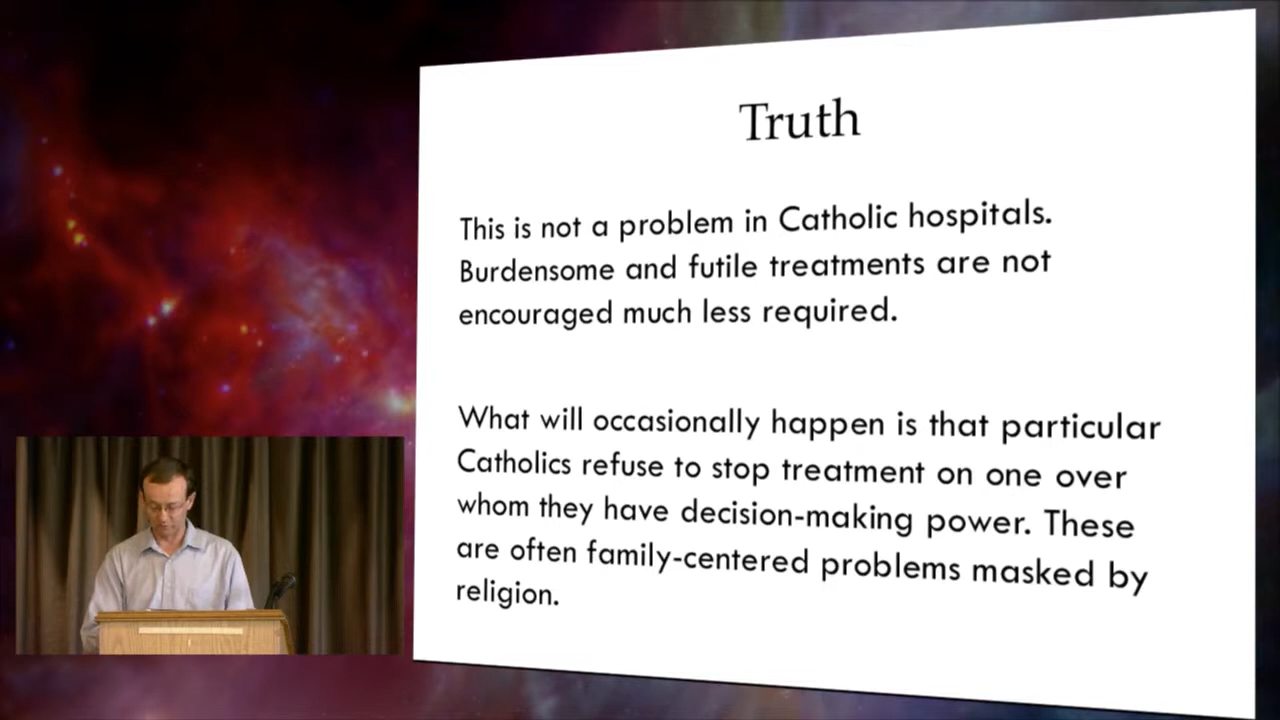 Truth
This is not a problem in Catholic hospitals.
Burdensome and futile treatments are not
encouraged much less required.
What will occasionally happen is that particular
Catholics refuse to stop treatment on one over
whom they have decision-making power. These
are often family-centered problems masked by
religion.